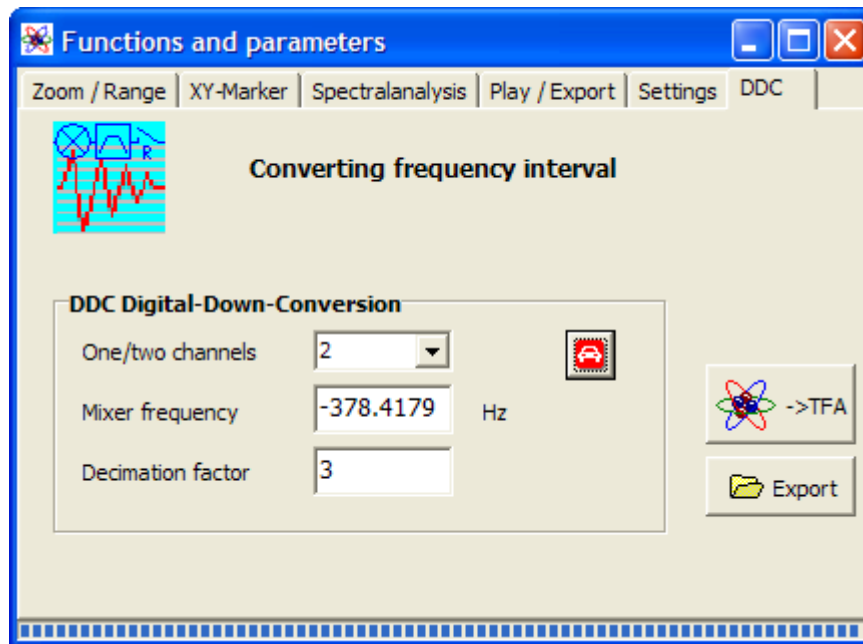 Functions and parameters
Zoom / Range XY-Marker Spectralanalysis Play / Export Settings DDC
R
Converting frequency interval
DDC Digital-Down-Conversion
One/two channels 2
Mixer frequency -378.4179 Hz
Decimation factor 3
->TFA
Export